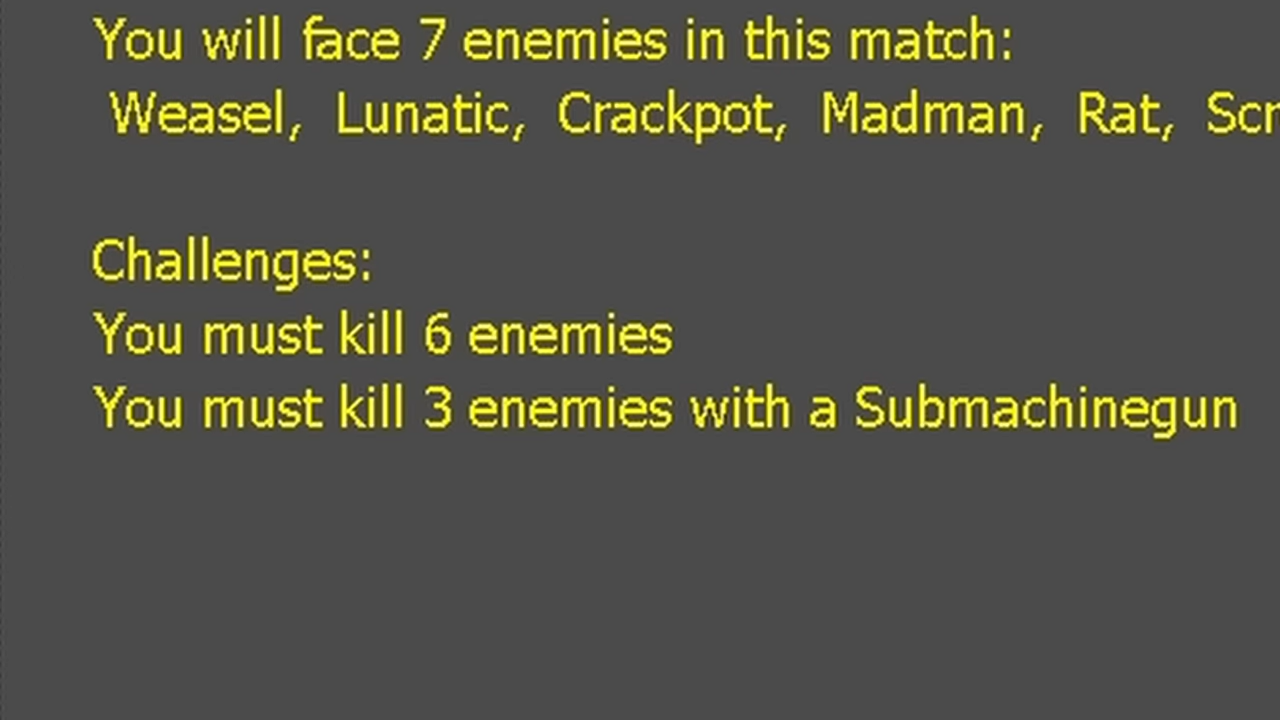 You will face 7 enemies in this match:
Weasel, Lunatic, Crackpot, Madman, Rat,
Challenges:
You must kill 6 enemies
You must kill 3 enemies with a Submachinegun